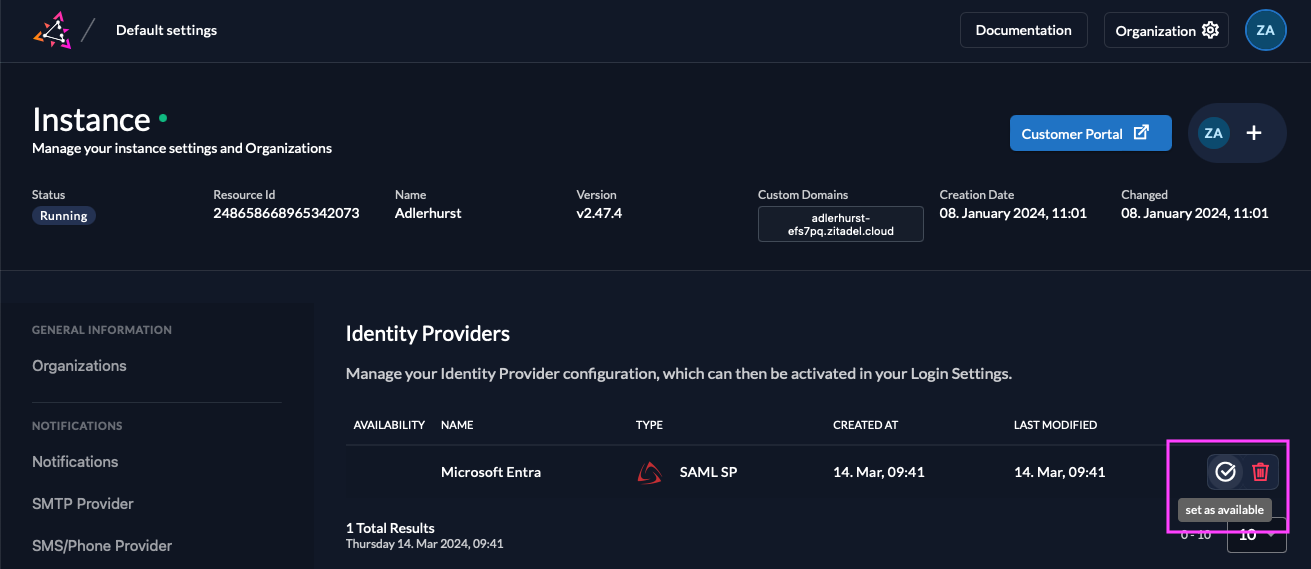 Default settings
Documentation
Organization
ZA
Instance
Manage your instance settings and Organizations
Customer Portal
ZA
Status
Resource Id
Name
Version
Custom Domains
Creation Date
Changed
Running
248658668965342073
Adlerhurst
v2.47.4
adlerhurst-
efs7pq.zitadel.cloud
08. January 2024, 11:01
08. January 2024, 11:01
GENERAL INFORMATION
Organizations
NOTIFICATIONS
Notifications
SMTP Provider
SMS/Phone Provider
Identity Providers
Manage your Identity Provider configuration, which can then be activated in your Login Settings.
AVAILABILITY NAME TYPE CREATED AT LAST MODIFIED
Microsoft Entra SAML SP 14. Mar, 09:41 14. Mar, 09:41
set as available
1 Total Results
Thursday 14. Mar 2024, 09:41
0 - 10
10